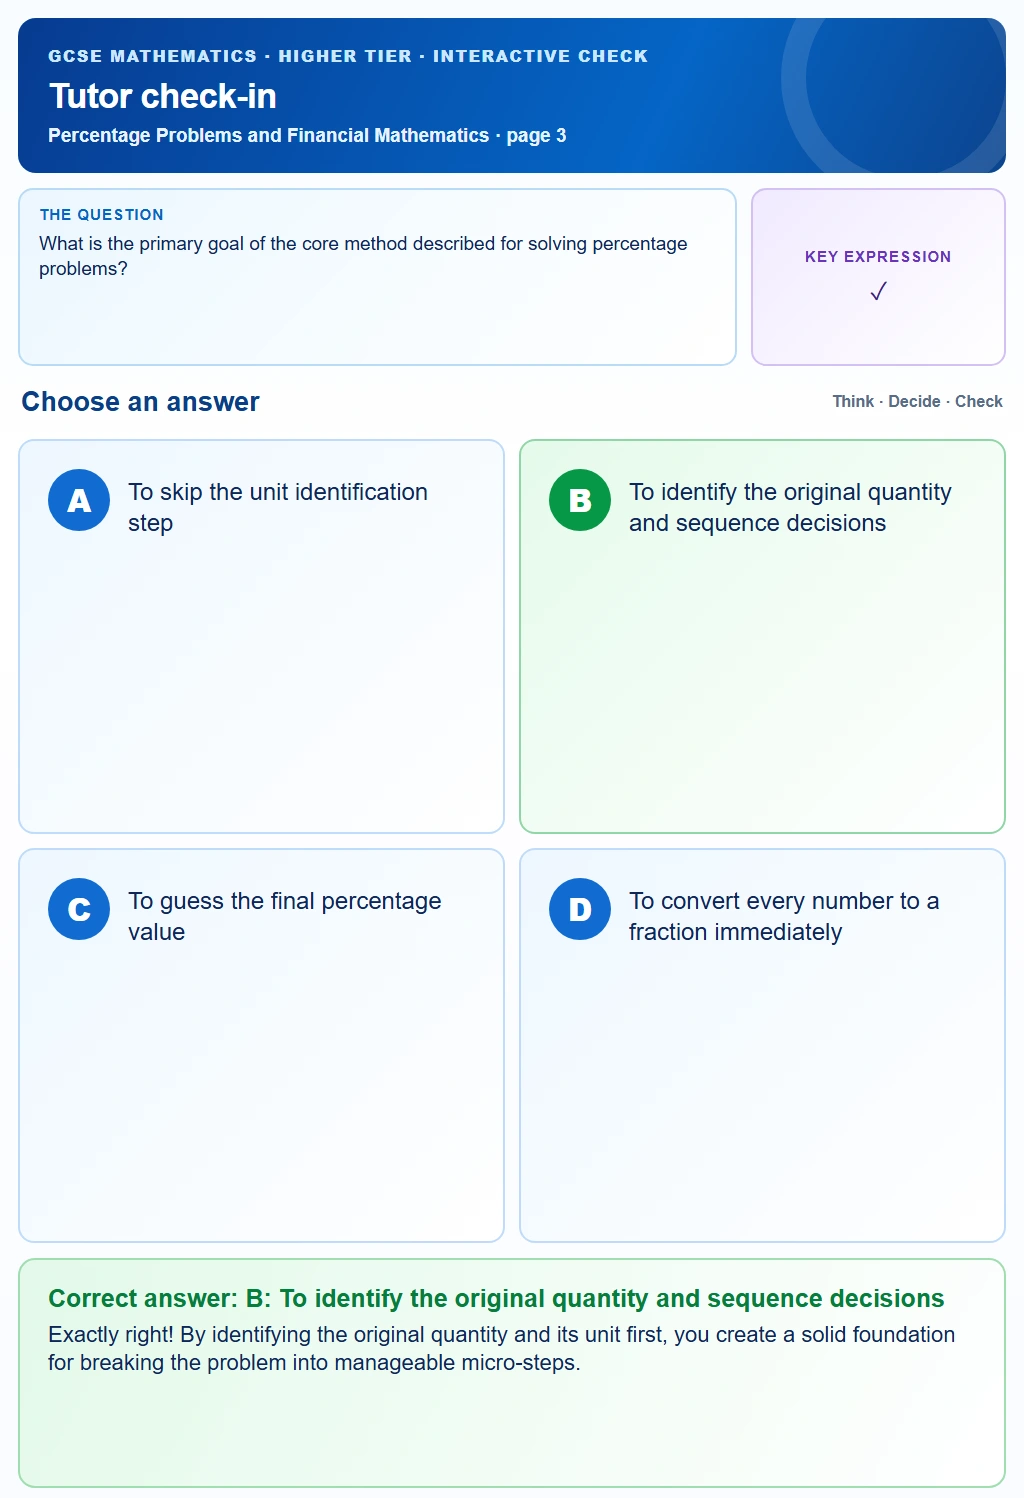 GCSE MATHEMATICS · HIGHER TIER · INTERACTIVE CHECK
Tutor check-in
Percentage Problems and Financial Mathematics · page 3
THE QUESTION
What is the primary goal of the core method described for solving percentage
problems?
KEY EXPRESSION
✓
Choose an answer
Think · Decide · Check
A
To skip the unit identification
step
B
To identify the original quantity
and sequence decisions
C
To guess the final percentage
value
D
To convert every number to a
fraction immediately
Correct answer: B: To identify the original quantity and sequence decisions
Exactly right! By identifying the original quantity and its unit first, you create a solid foundation
for breaking the problem into manageable micro-steps.